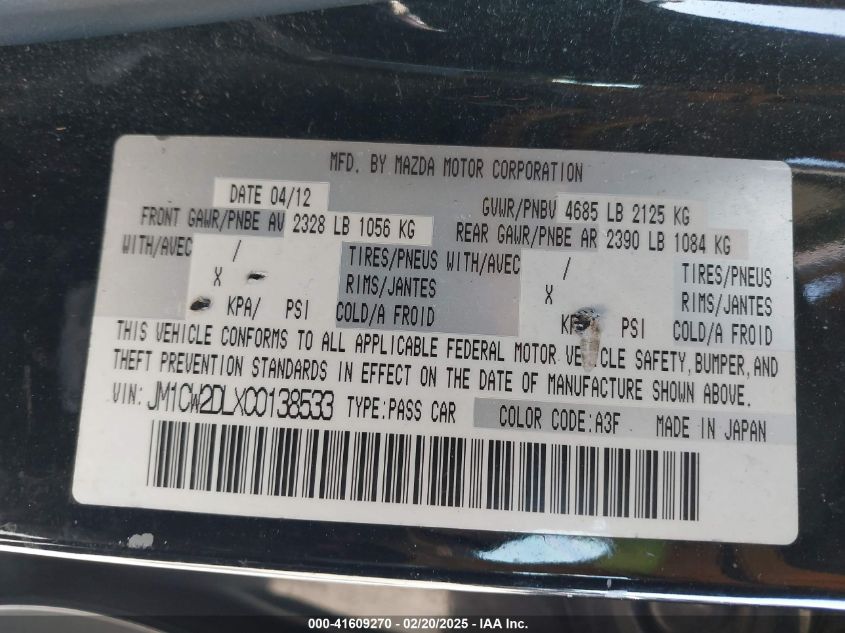 MFD. BY MAZDA MOTOR CORPORATION
DATE 04/12
GVWR/PNBV 4685 LB 2125 KG
FRONT GAWR/PNBE AV 2328 LB 1056 KG
REAR GAWR/PNBE AR 2390 LB 1084 KG
WITH/AVEC / TIRES/PNEUS WITH/AVEC / TIRES/PNEUS
X RIMS/JANTES X RIMS/JANTES
KPA/ PSI COLD/A FROID PSI COLD/A FROID
THIS VEHICLE CONFORMS TO ALL APPLICABLE FEDERAL MOTOR VEHICLE SAFETY,BUMPER,AND
THEFT PREVENTION STANDARDS IN EFFECT ON THE DATE OF MANUFACTURE SHOWN ABOVE.
VIN: JM1CW2DLXC0138533 TYPE:PASS CAR COLOR CODE:A3F MADE IN JAPAN
000-41609270 - 02/20/2025 - IAA Inc.